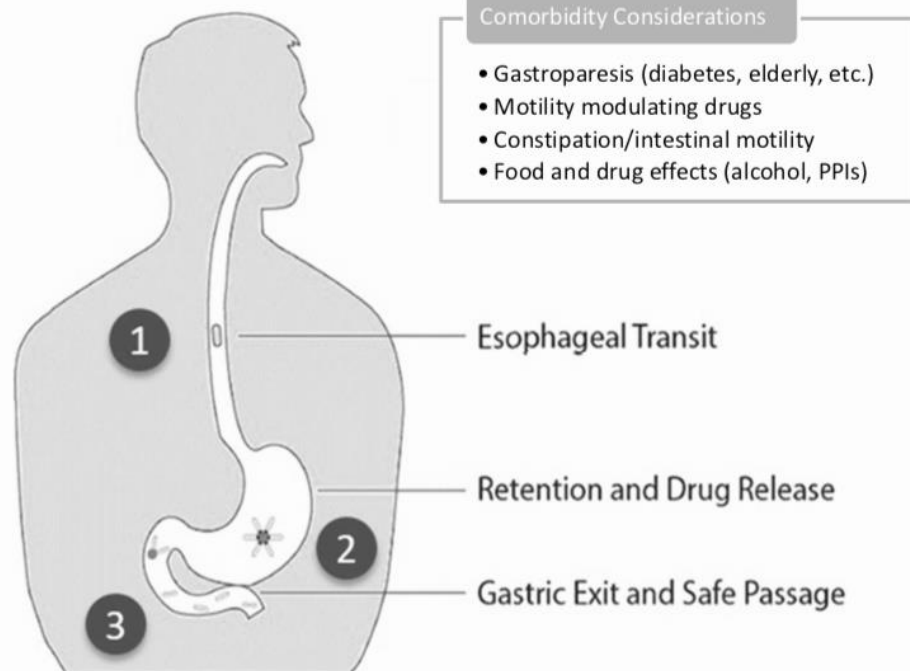 Comorbidity Considerations
• Gastroparesis (diabetes, elderly, etc.)
• Motility modulating drugs
• Constipation/intestinal motility
• Food and drug effects (alcohol, PPIs)
1
Esophageal Transit
Retention and Drug Release
2
Gastric Exit and Safe Passage
3